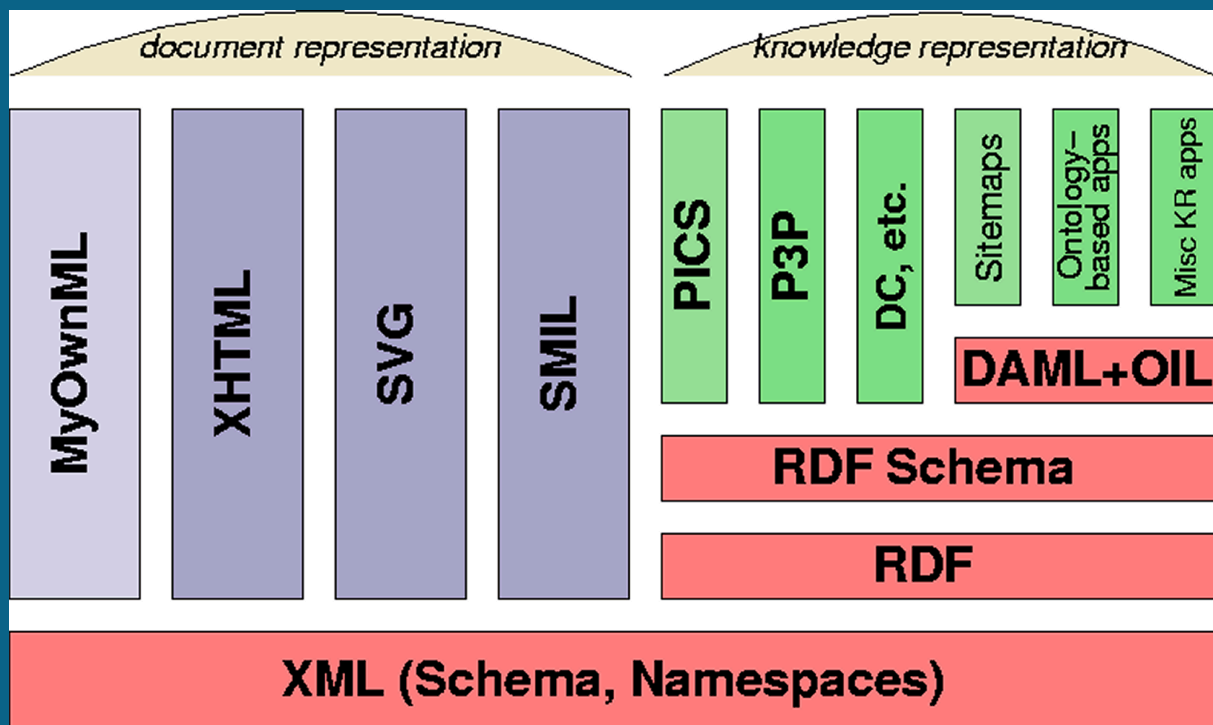 document representation
knowledge representation
MyOwnML
XHTML
SVG
SMIL
PICS
P3P
DC, etc.
Sitemaps
Ontology–
based apps
Misc KR apps
DAML+OIL
RDF Schema
RDF
XML (Schema, Namespaces)